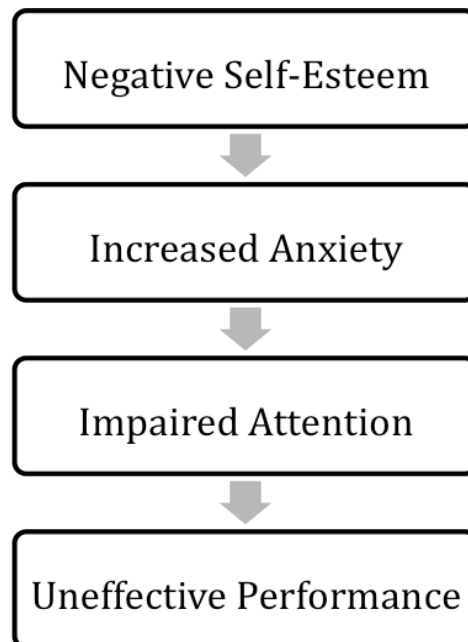 Negative Self-Esteem
Increased Anxiety
Impaired Attention
Uneffective Performance